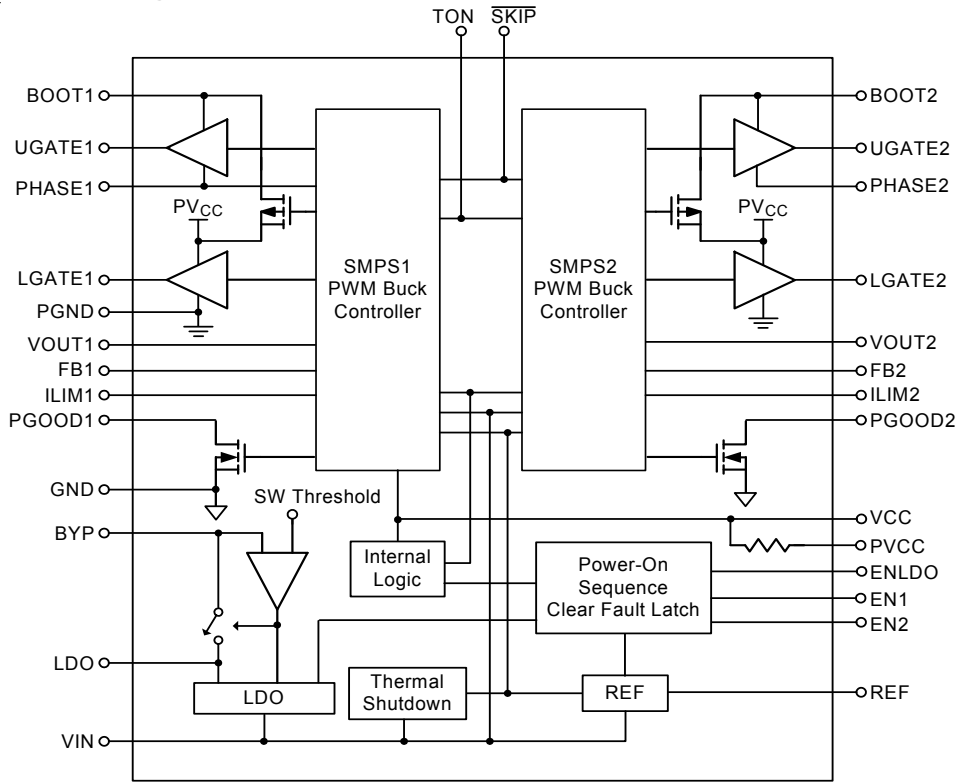 TON SKIP
BOOT1
UGATE1
PHASE1
PVCC
LGATE1
PGND
VOUT1
FB1
ILIM1
PGOOD1
GND
BYP
LDO
VIN
SMPS1
PWM Buck
Controller
SMPS2
PWM Buck
Controller
SW Threshold
Internal
Logic
Power-On
Sequence
Clear Fault Latch
Thermal
Shutdown
LDO
REF
BOOT2
UGATE2
PHASE2
PVCC
LGATE2
VOUT2
FB2
ILIM2
PGOOD2
VCC
PVCC
ENLDO
EN1
EN2
REF